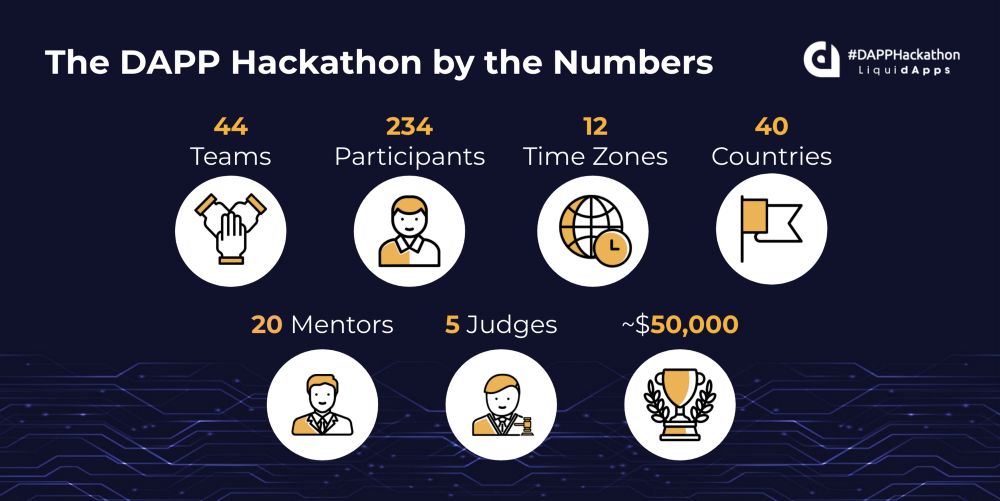 The DAPP Hackathon by the Numbers
#DAPPHackathon
LiquidApps
44
Teams
234
Participants
12
Time Zones
40
Countries
20 Mentors
5 Judges
~$50,000